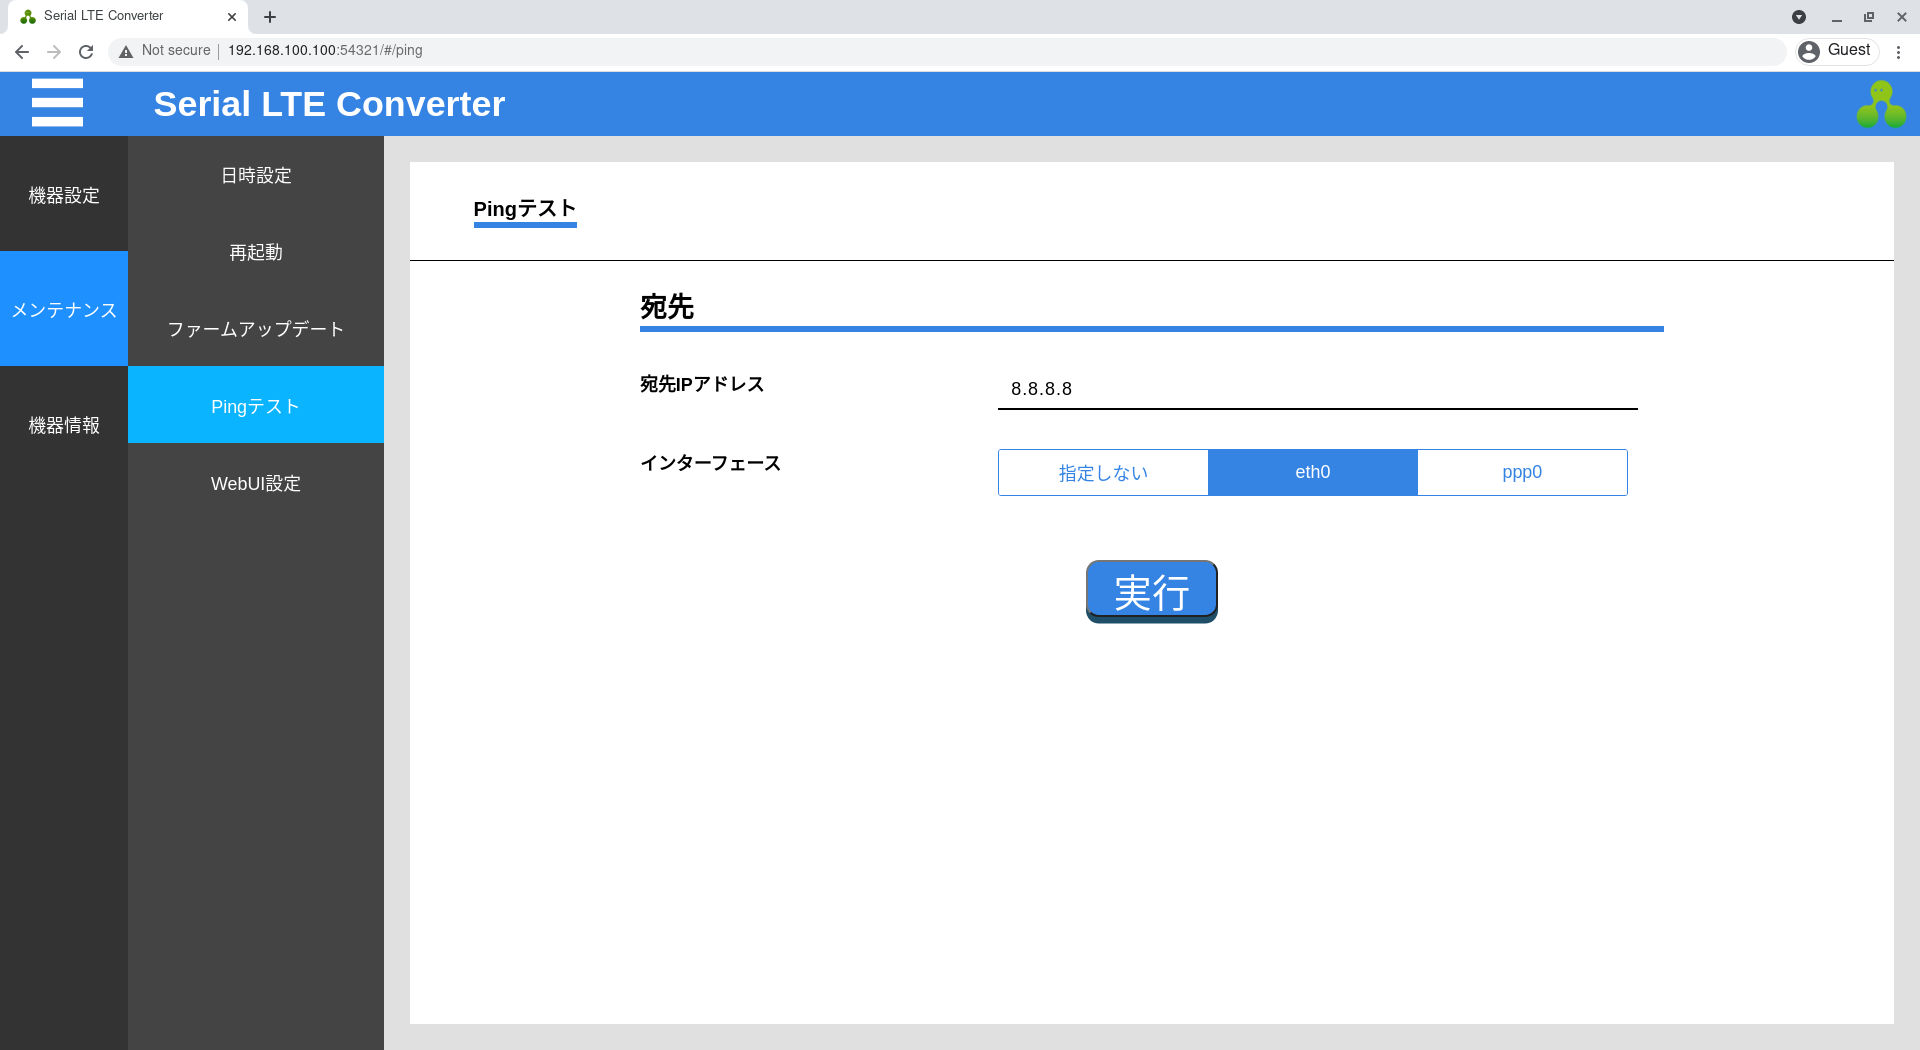 Serial LTE Converter
Not secure 192.168.100.100:54321/#/ping
Guest
Serial LTE Converter
機器設定
メンテナンス
機器情報
日時設定
再起動
ファームアップデート
Pingテスト
WebUI設定
Pingテスト
宛先
宛先IPアドレス
8.8.8.8
インターフェース
指定しない eth0 ppp0
実行